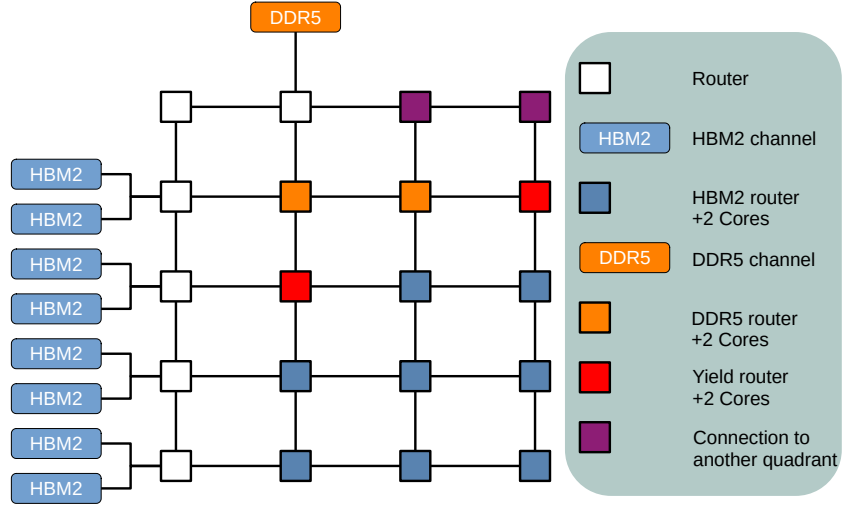 DDR5
HBM2
HBM2
HBM2
HBM2
HBM2
HBM2
HBM2
HBM2
Router
HBM2
HBM2 channel
HBM2 router
+2 Cores
DDR5
DDR5 channel
DDR5 router
+2 Cores
Yield router
+2 Cores
Connection to
another quadrant